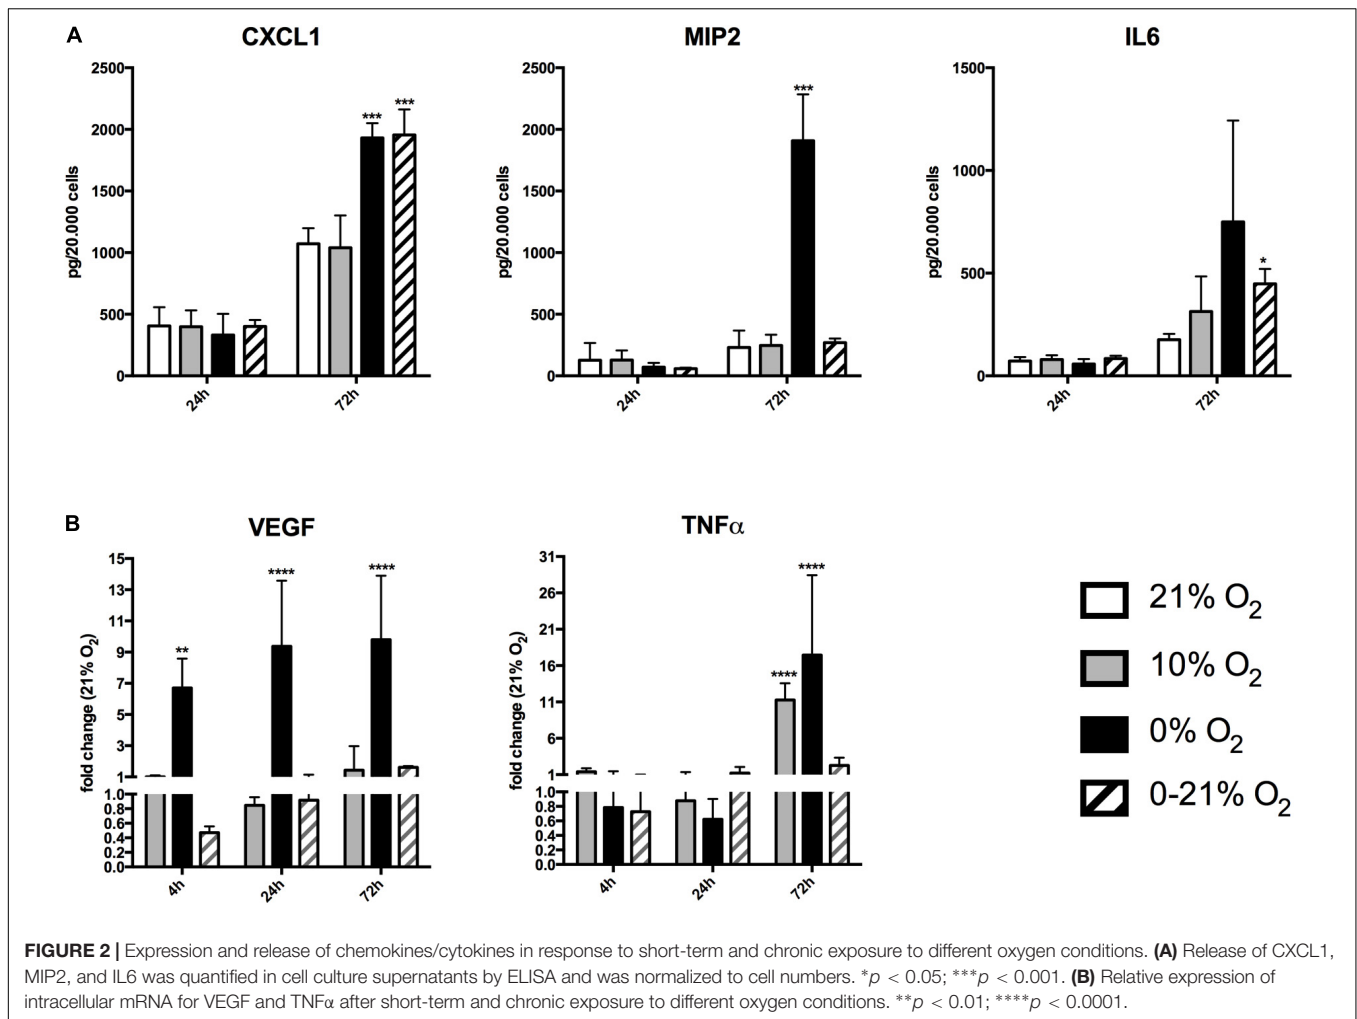 A
CXCL1
MIP2
IL6
2500
2000
1500
1000
500
0
pg/20.000 cells
***
***
24h
72h
2500
2000
1500
1000
500
0
pg/20.000 cells
***
24h
72h
1500
1000
500
0
pg/20.000 cells
*
24h
72h
B
VEGF
TNFα
15
13
11
9
7
5
3
1
1.0
0.8
0.6
0.4
0.2
0.0
fold change (21% O2)
**
****
****
4h
24h
72h
31
26
21
16
11
6
1
1.0
0.8
0.6
0.4
0.2
0.0
fold change (21% O2)
****
****
4h
24h
72h
21% O2
10% O2
0% O2
0-21% O2
FIGURE 2 | Expression and release of chemokines/cytokines in response to short-term and chronic exposure to different oxygen conditions. (A) Release of CXCL1,
MIP2, and IL6 was quantified in cell culture supernatants by ELISA and was normalized to cell numbers. *p < 0.05; ***p < 0.001. (B) Relative expression of
intracellular mRNA for VEGF and TNFα after short-term and chronic exposure to different oxygen conditions. **p < 0.01; ****p < 0.0001.